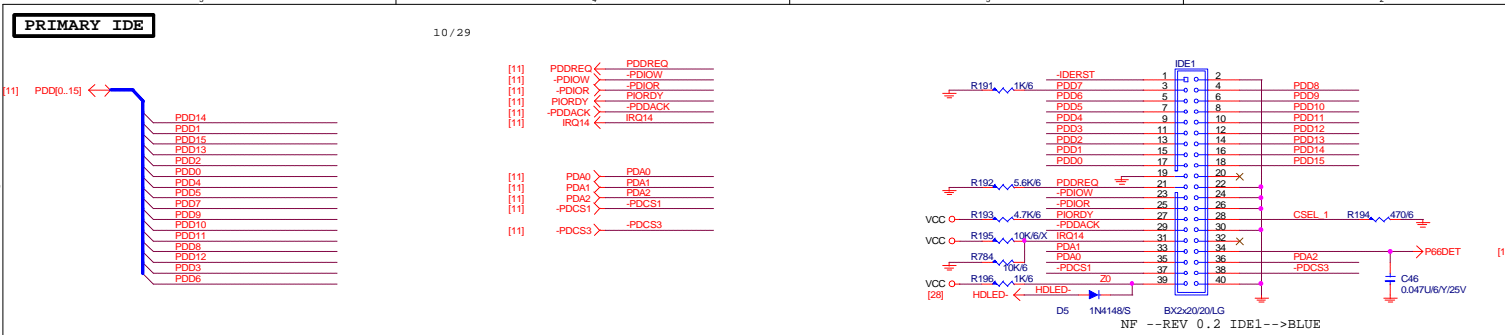 PRIMARY IDE
10/29
[11] PDD[0..15]
PDD14
PDD1
PDD15
PDD13
PDD2
PDD0
PDD4
PDD5
PDD7
PDD9
PDD10
PDD11
PDD8
PDD12
PDD3
PDD6
[11] PDDREQ PDDREQ
[11] -PDIOW -PDIOW
[11] -PDIOR -PDIOR
[11] PIORDY PIORDY
[11] -PDDACK -PDDACK
[11] IRQ14 IRQ14
[11] PDA0 PDA0
[11] PDA1 PDA1
[11] PDA2 PDA2
[11] -PDCS1 -PDCS1
[11] -PDCS3 -PDCS3
IDE1
-IDERST 1 2
R191 1K/6 PDD7 3 4 PDD8
PDD6 5 6 PDD9
PDD5 7 8 PDD10
PDD4 9 10 PDD11
PDD3 11 12 PDD12
PDD2 13 14 PDD13
PDD1 15 16 PDD14
PDD0 17 18 PDD15
19 20
R192 5.6K/6 PDDREQ 21 22
-PDIOW 23 24
-PDIOR 25 26
VCC R193 4.7K/6 PIORDY 27 28 CSEL_1 R194 470/6
-PDDACK 29 30
VCC R195 10K/6/X IRQ14 31 32
PDA1 33 34 P66DET
R784 10K/6 PDA0 35 36 PDA2
-PDCS1 37 38 -PDCS3
VCC R196 1K/6 Z0 39 40
[28] HDLED- HDLED-
D5 1N4148/S
BX2x20/20/LG
C46
0.047U/6/Y/25V
NF --REV 0.2 IDE1-->BLUE